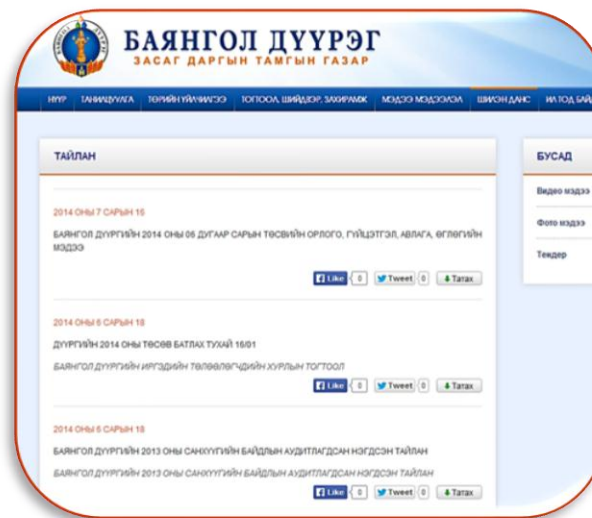 БАЯНГОЛ ДҮҮРЭГ
ЗАСАГ ДАРГЫН ТАМГЫН ГАЗАР
НҮҮР ТАНИЛЦУУЛГА ТӨРИЙН ҮЙЛЧИЛГЭЭ ТОГТООЛ, ШИЙДВЭР, ЗАХИРАМЖ МЭДЭЭ МЭДЭЭЛЭЛ ШИЛЭН ДАНС ИЛ ТОД
ТАЙЛАН
2014 ОНЫ 7 САРЫН 16
БАЯНГОЛ ДҮҮРГИЙН 2014 ОНЫ 06 ДУГААР САРЫН ТӨСВИЙН ОРЛОГО, ГҮЙЦЭТГЭЛ, АВЛАГА, ӨГЛӨГИЙН
МЭДЭЭ
Like 0 Tweet 0 Татах
2014 ОНЫ 6 САРЫН 18
ДҮҮРГИЙН 2014 ОНЫ ТӨСӨВ БАТЛАХ ТУХАЙ 16/01
БАЯНГОЛ ДҮҮРГИЙН ИРГЭДИЙН ТӨЛӨӨЛӨГЧДИЙН ХУРЛЫН ТОГТООЛ
Like 0 Tweet 0 Татах
2014 ОНЫ 6 САРЫН 18
БАЯНГОЛ ДҮҮРГИЙН 2013 ОНЫ САНХҮҮГИЙН БАЙДЛЫН АУДИТЛАГДСАН НЭГДСЭН ТАЙЛАН
БАЯНГОЛ ДҮҮРГИЙН 2013 ОНЫ САНХҮҮГИЙН БАЙДЛЫН АУДИТЛАГДСАН НЭГДСЭН ТАЙЛАН
Like 0 Tweet 0 Татах
БУСАД
Видео мэдээ
Фото мэдээ
Тендер